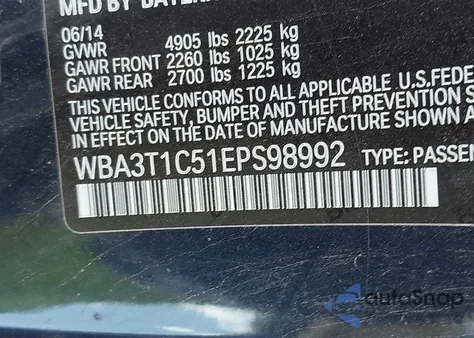 MFD BY
06/14
GVWR 4905 lbs 2225 kg
GAWR FRONT 2260 lbs 1025 kg
GAWR REAR 2700 lbs 1225 kg
THIS VEHICLE CONFORMS TO ALL APPLICABLE U.S.FEDE
VEHICLE SAFETY, BUMPER AND THEFT PREVENTION
IN EFFECT ON THE DATE OF MANUFACTURE SHOWN
WBA3T1C51EPS98992 TYPE: PASSEN
autoSnap